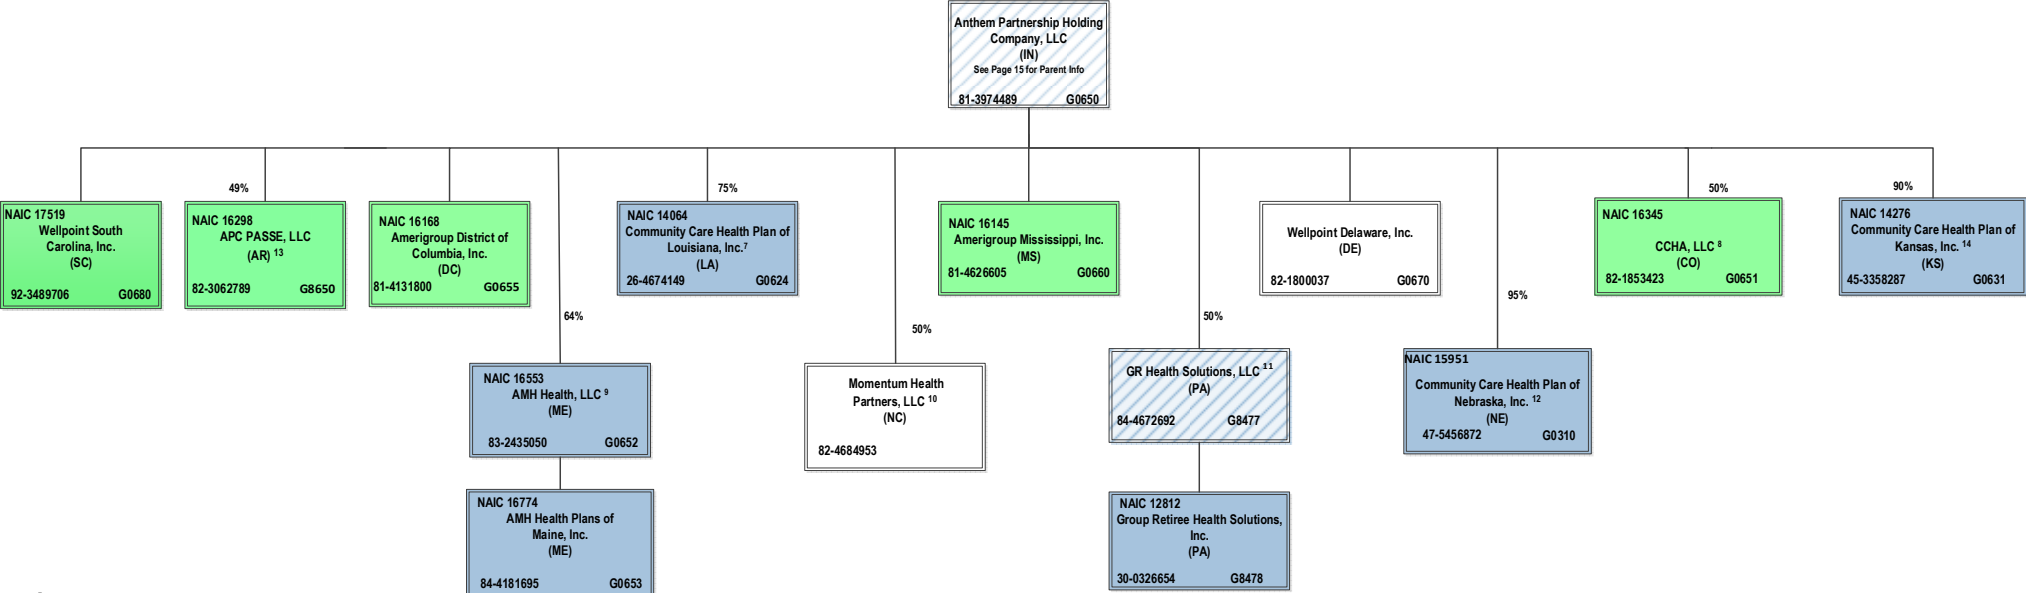 Anthem Partnership Holding
Company, LLC
(IN)
See Page 15 for Parent Info
81-3974489 G0650
NAIC 17519
Wellpoint South
Carolina, Inc.
(SC)
92-3489706 G0680
49%
NAIC 16298
APC PASSE, LLC
(AR) 13
82-3062789 G8650
NAIC 16168
Amerigroup District of
Columbia, Inc.
(DC)
81-4131800 G0655
75%
NAIC 14064
Community Care Health Plan of
Louisiana, Inc.7
(LA)
26-4674149 G0624
NAIC 16145
Amerigroup Mississippi, Inc.
(MS)
81-4626605 G0660
Wellpoint Delaware, Inc.
(DE)
82-1800037 G0670
50%
NAIC 16345
CCHA, LLC 8
(CO)
82-1853423 G0651
90%
NAIC 14276
Community Care Health Plan of
Kansas, Inc. 14
(KS)
45-3358287 G0631
64%
NAIC 16553
AMH Health, LLC 9
(ME)
83-2435050 G0652
50%
Momentum Health
Partners, LLC 10
(NC)
82-4684953
50%
GR Health Solutions, LLC 11
(PA)
84-4672692 G8477
95%
NAIC 15951
Community Care Health Plan of
Nebraska, Inc. 12
(NE)
47-5456872 G0310
NAIC 16774
AMH Health Plans of
Maine, Inc.
(ME)
84-4181695 G0653
NAIC 12812
Group Retiree Health Solutions,
Inc.
(PA)
30-0326654 G8478